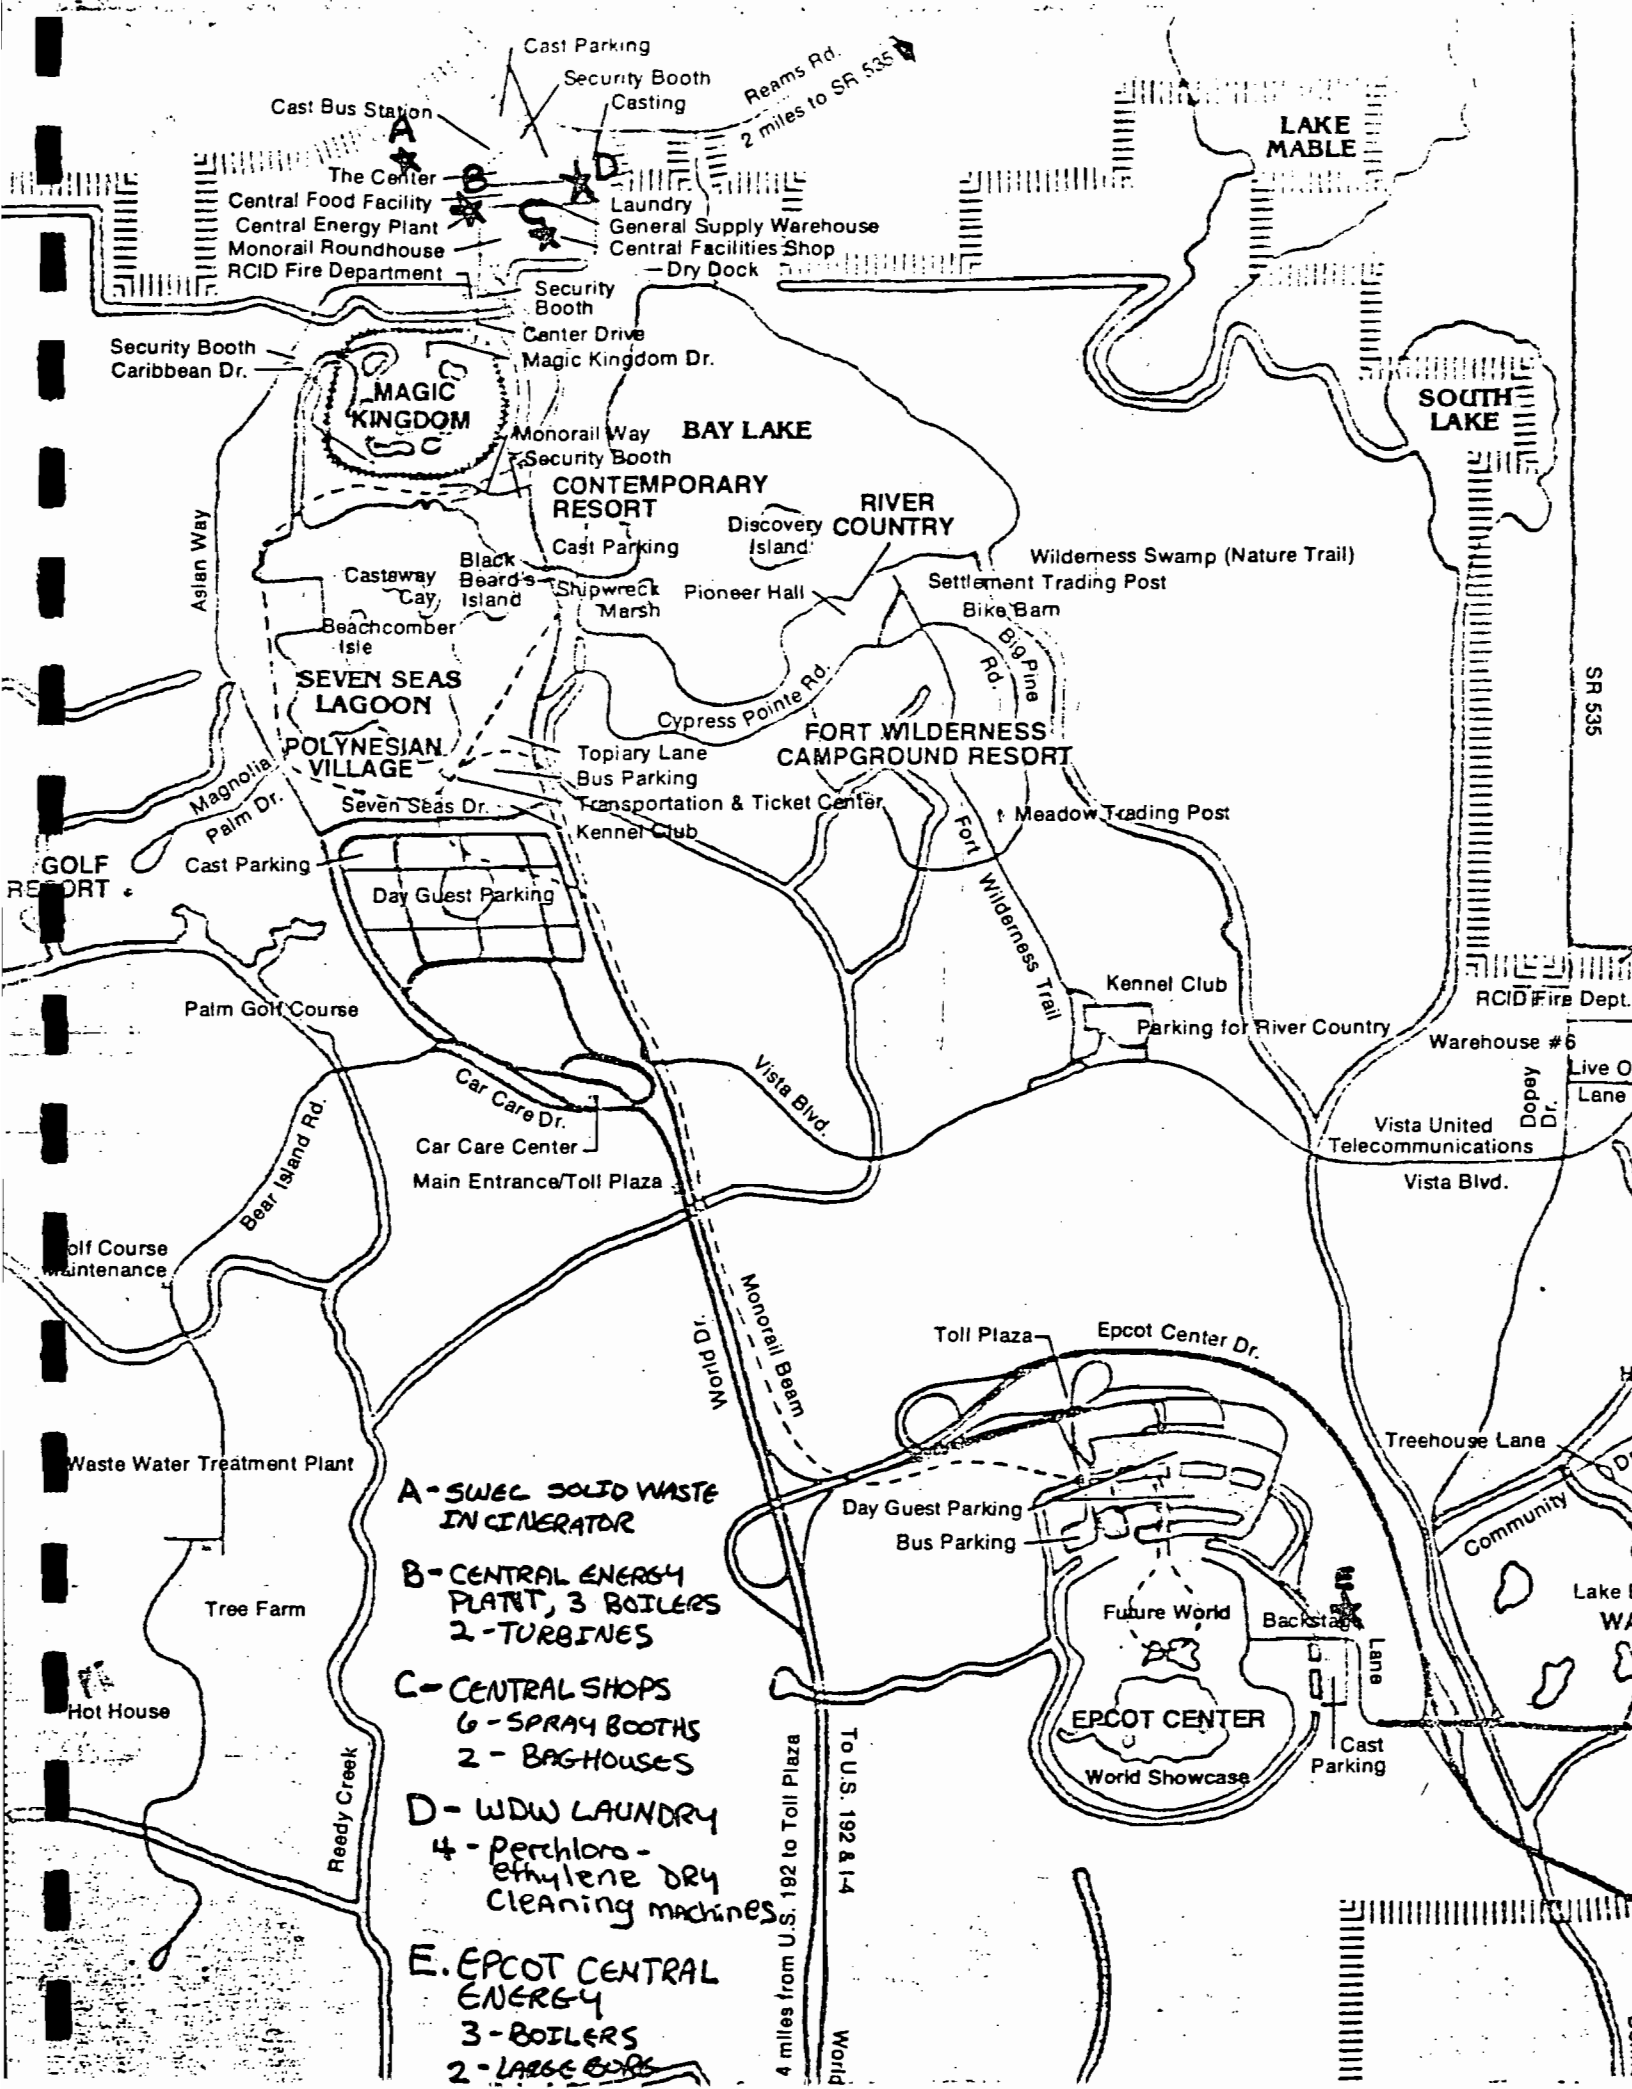 Cast Parking
Security Booth
Casting
Reams Rd.
2 miles to SR 535
Cast Bus Station
A
The Center
B
D
Central Food Facility
Laundry
C
Central Energy Plant
General Supply Warehouse
Monorail Roundhouse
Central Facilities Shop
RCID Fire Department
Dry Dock
LAKE
MABLE
Security
Booth
Center Drive
Magic Kingdom Dr.
Security Booth
Caribbean Dr.
MAGIC
KINGDOM
SOUTH
LAKE
Monorail Way
BAY LAKE
Security Booth
CONTEMPORARY
RESORT
RIVER
COUNTRY
Discovery
Island
Cast Parking
Asian Way
Black
Beard's
Island
Castaway
Cay
Shipwreck
Marsh
Pioneer Hall
Wilderness Swamp (Nature Trail)
Settlement Trading Post
Bike Barn
Big Pine
Rd.
Beachcomber
Isle
SEVEN SEAS
LAGOON
Cypress Pointe Rd.
SR 535
FORT WILDERNESS
CAMPGROUND RESORT
POLYNESIAN
VILLAGE
Topiary Lane
Bus Parking
Magnolia
Palm Dr.
Seven Seas Dr.
Transportation & Ticket Center
Kennel Club
Meadow Trading Post
Fort Wilderness Trail
GOLF
RESORT
Cast Parking
Day Guest Parking
Palm Golf Course
Kennel Club
Parking for River Country
RCID Fire Dept.
Warehouse #6
Live O
Lane
Dopey
Dr.
Car Care Dr.
Vista Blvd.
Vista United
Telecommunications
Vista Blvd.
Car Care Center
Main Entrance/Toll Plaza
Bear Island Rd.
olf Course
aintenance
Monorail Beam
World Dr.
Toll Plaza
Epcot Center Dr.
Treehouse Lane
Community
Waste Water Treatment Plant
A-SWEC SOLID WASTE
INCINERATOR
Day Guest Parking
Bus Parking
B-CENTRAL ENERGY
PLANT, 3 BOILERS
2-TURBINES
Tree Farm
Future World
Backstage
Lane
Lake
WA
C-CENTRAL SHOPS
6-SPRAY BOOTHS
2-BAGHOUSES
Hot House
EPCOT CENTER
World Showcase
Cast
Parking
Reedy Creek
D-WDW LAUNDRY
4-Perchloro-
ethylene DRY
Cleaning machines
4 miles from U.S. 192 to Toll Plaza
To U.S. 192 & I-4
World
E. EPCOT CENTRAL
ENERGY
3-BOILERS
2-LARGE BORE